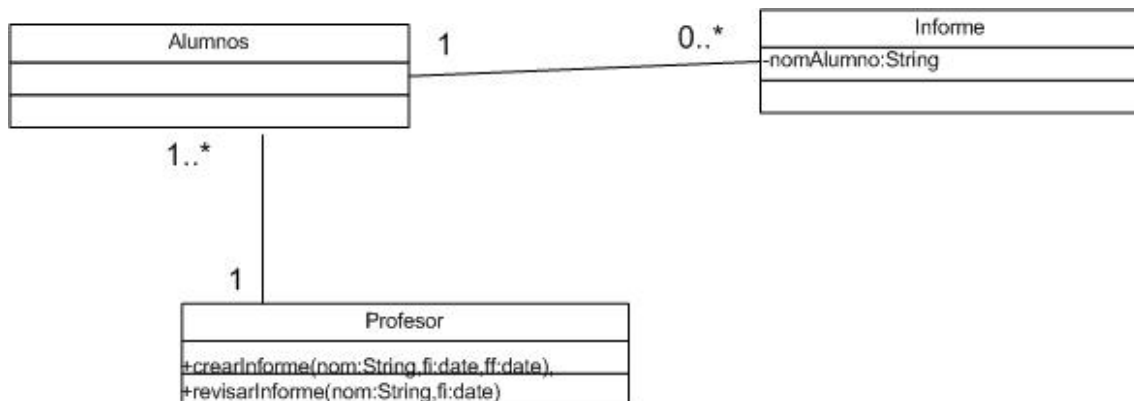 Alumnos
1
0..*
Informe
-nomAlumno:String
1..*
1
Profesor
+crearInforme(nom:String,fi:date,ff:date),
+revisarInforme(nom:String,fi:date)